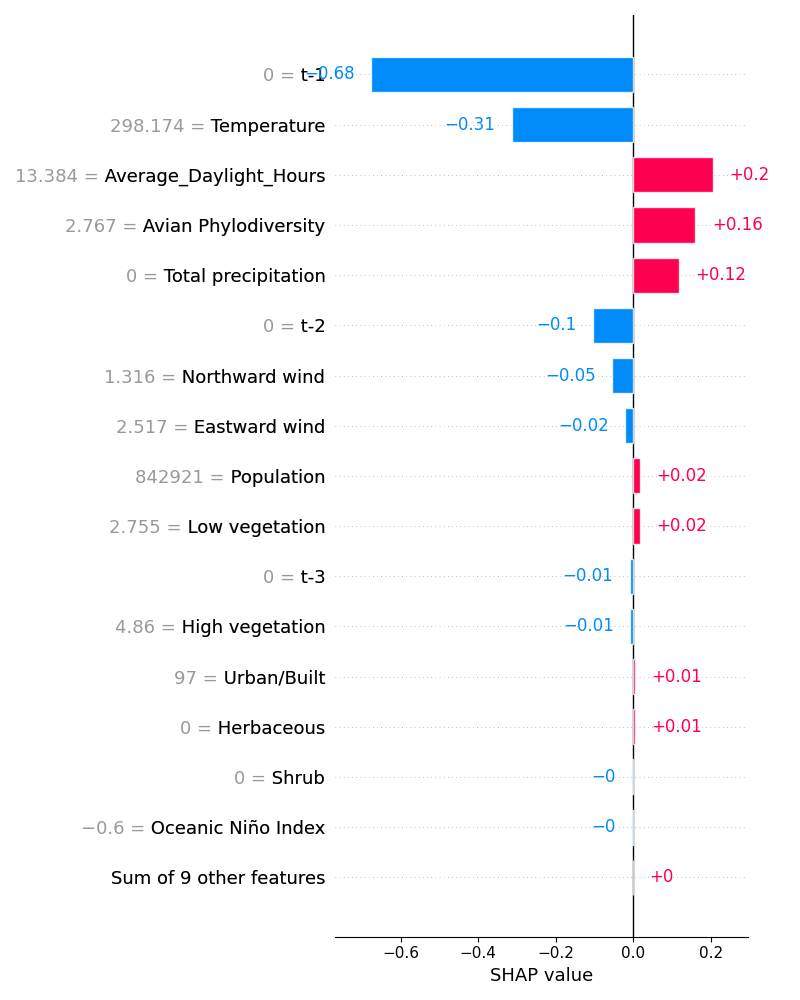 0 = t-1 −0.68
298.174 = Temperature −0.31
13.384 = Average_Daylight_Hours +0.2
2.767 = Avian Phylodiversity +0.16
0 = Total precipitation +0.12
0 = t-2 −0.1
1.316 = Northward wind −0.05
2.517 = Eastward wind −0.02
842921 = Population +0.02
2.755 = Low vegetation +0.02
0 = t-3 −0.01
4.86 = High vegetation −0.01
97 = Urban/Built +0.01
0 = Herbaceous +0.01
0 = Shrub −0
−0.6 = Oceanic Niño Index −0
Sum of 9 other features +0
−0.6 −0.4 −0.2 0.0 0.2
SHAP value